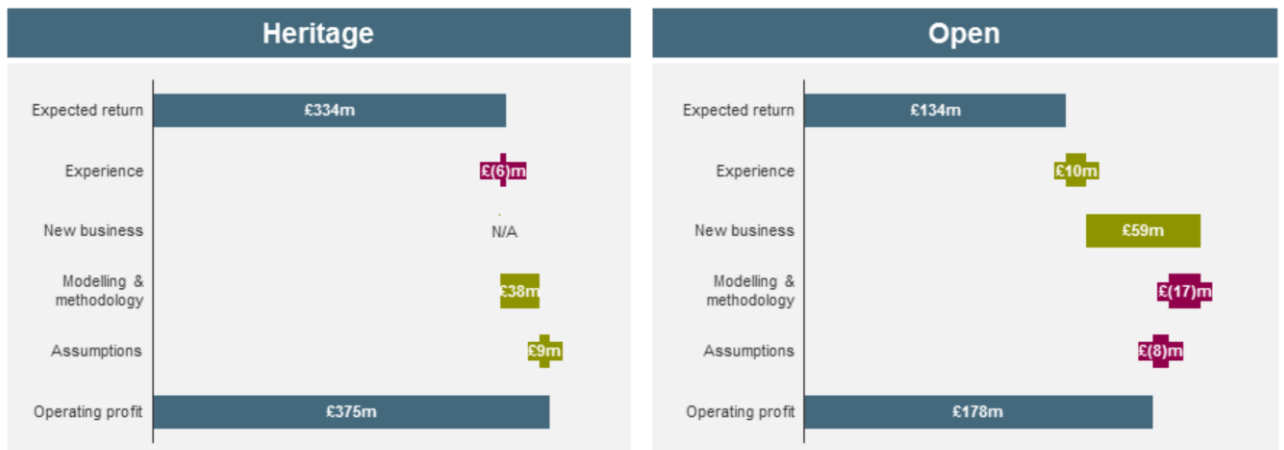 Heritage
Expected return £334m
Experience £(6)m
New business N/A
Modelling &
methodology £38m
Assumptions £9m
Operating profit £375m
Open
Expected return £134m
Experience £10m
New business £59m
Modelling &
methodology £(17)m
Assumptions £(8)m
Operating profit £178m